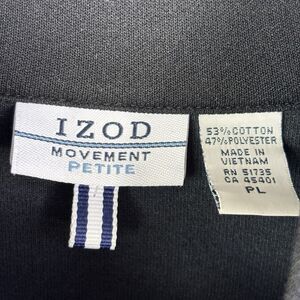 IZOD
MOVEMENT
PETITE
53% COTTON
47% POLYESTER
MADE IN
VIETNAM
RN 51735
CA 45401
PL